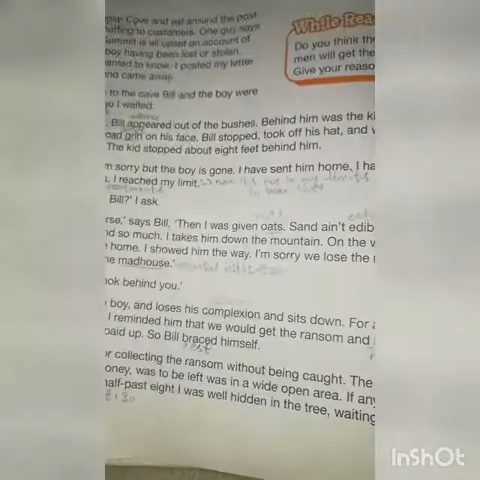 plar Cove and sat around the post-
hatting to customers. One guy says
Summit is all upset on account of
boy having been lost or stolen.
anted to know. I posted my letter
and came away.
While Rea
Do you think the
men will get the
Give your reaso
to the cave Bill and the boy were
so I waited.
Bill appeared out of the bushes. Behind him was the ki
oad grin on his face. Bill stopped, took off his hat, and w
The kid stopped about eight feet behind him.
m sorry but the boy is gone. I have sent him home. I ha
s. I reached my limit.
Bill?' I ask.
rse,' says Bill, 'Then I was given oats. Sand ain't edib
nd so much. I takes him down the mountain. On the w
home. I showed him the way. I'm sorry we lose the r
he madhouse.'
ook behind you.'
boy, and loses his complexion and sits down. For a
I reminded him that we would get the ransom and
paid up. So Bill braced himself.
rest
or collecting the ransom without being caught. The
oney, was to be left was in a wide open area. If any
half-past eight I was well hidden in the tree, waiting
8:30
InShOt